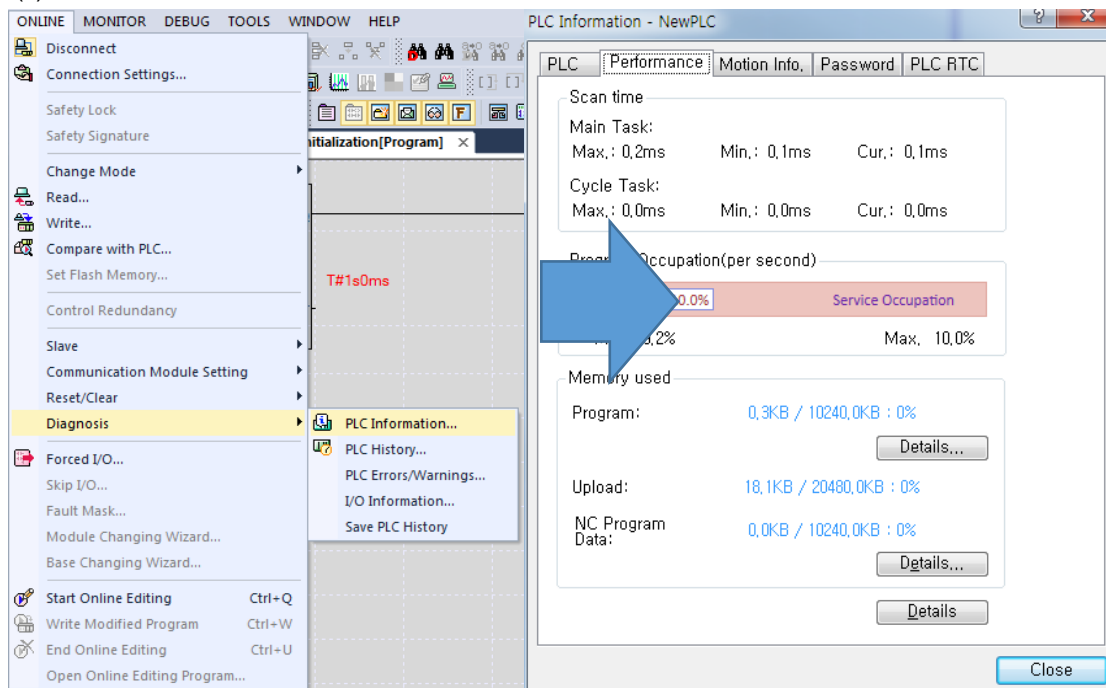 ONLINE MONITOR DEBUG TOOLS WINDOW HELP
Disconnect
Connection Settings...
Safety Lock
Safety Signature
Change Mode
Read...
Write...
Compare with PLC...
Set Flash Memory...
Control Redundancy
Slave
Communication Module Setting
Reset/Clear
Diagnosis
Forced I/O...
Skip I/O...
Fault Mask...
Module Changing Wizard...
Base Changing Wizard...
Start Online Editing Ctrl+Q
Write Modified Program Ctrl+W
End Online Editing Ctrl+U
Open Online Editing Program...
nitialization[Program] ×
T#1s0ms
PLC Information...
PLC History...
PLC Errors/Warnings...
I/O Information...
Save PLC History
PLC Information - NewPLC
PLC Performance Motion Info, Password PLC RTC
Scan time
Main Task:
Max,: 0,2ms Min,: 0,1ms Cur,: 0,1ms
Cycle Task:
Max,: 0,0ms Min,: 0,0ms Cur,: 0,0ms
Occupation(per second)
0.0% Service Occupation
2% Max, 10,0%
Memory used
Program: 0,3KB / 10240,0KB : 0%
Details,,,
Upload: 18,1KB / 20480,0KB : 0%
NC Program
Data: 0,0KB / 10240,0KB : 0%
Details,,,
Details
Close